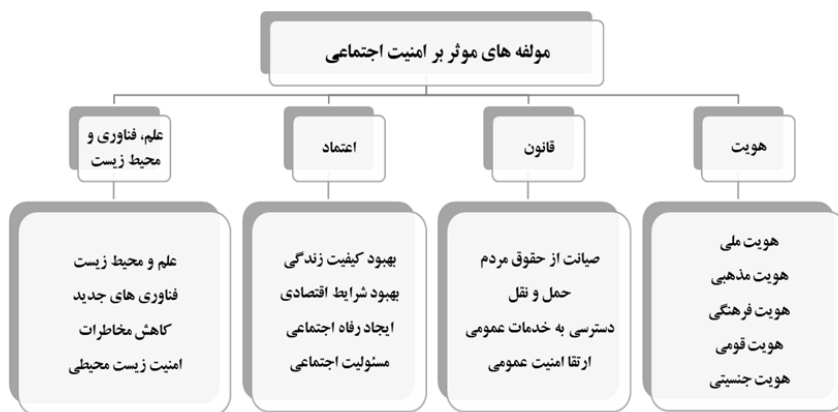 مولفه های موثر بر امنیت اجتماعی
هویت
قانون
اعتماد
علم، فناوری و
محیط زیست
هویت ملی
هویت مذهبی
هویت فرهنگی
هویت قومی
هویت جنسیتی
صیانت از حقوق مردم
حمل و نقل
دسترسی به خدمات عمومی
ارتقا امنیت عمومی
بهبود کیفیت زندگی
بهبود شرایط اقتصادی
ایجاد رفاه اجتماعی
مسئولیت اجتماعی
علم و محیط زیست
فناوری های جدید
کاهش مخاطرات
امنیت زیست محیطی